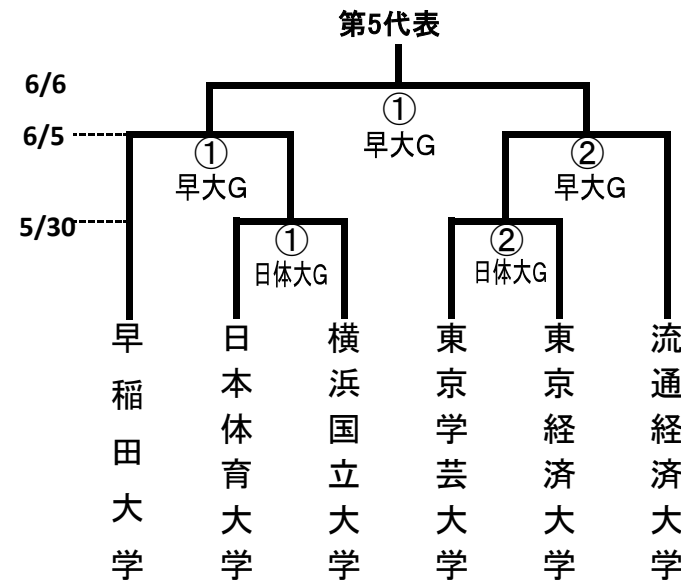 第5代表
6/6
①
早大G
6/5
①
早大G
②
早大G
5/30
①
日体大G
②
日体大G
早稲田大学
日本体育大学
横浜国立大学
東京学芸大学
東京経済大学
流通経済大学